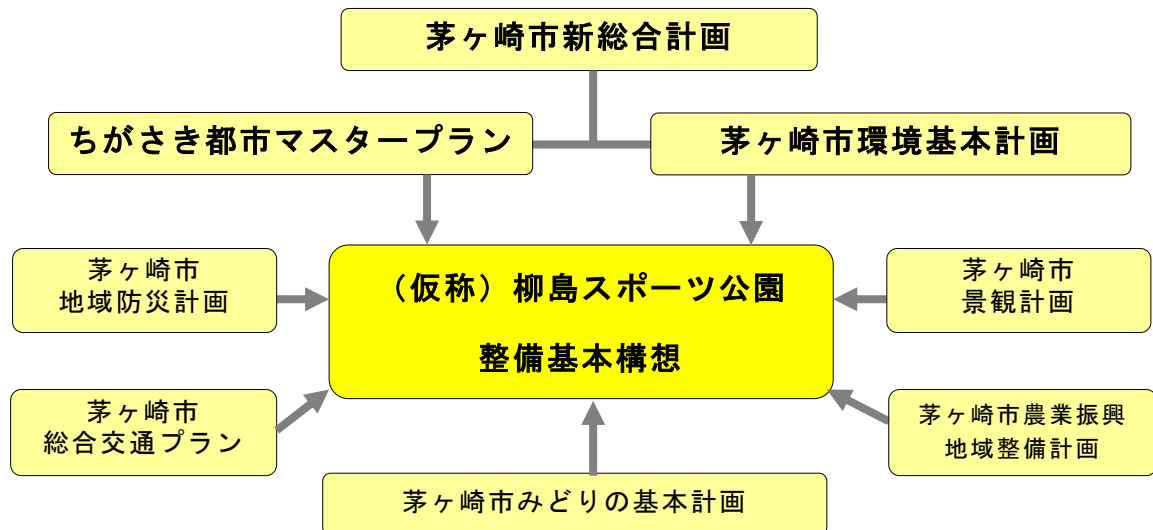 茅ヶ崎市新総合計画
ちがさき都市マスタープラン
茅ヶ崎市環境基本計画
茅ヶ崎市
地域防災計画
（仮称）柳島スポーツ公園
整備基本構想
茅ヶ崎市
景観計画
茅ヶ崎市
総合交通プラン
茅ヶ崎市農業振興
地域整備計画
茅ヶ崎市みどりの基本計画